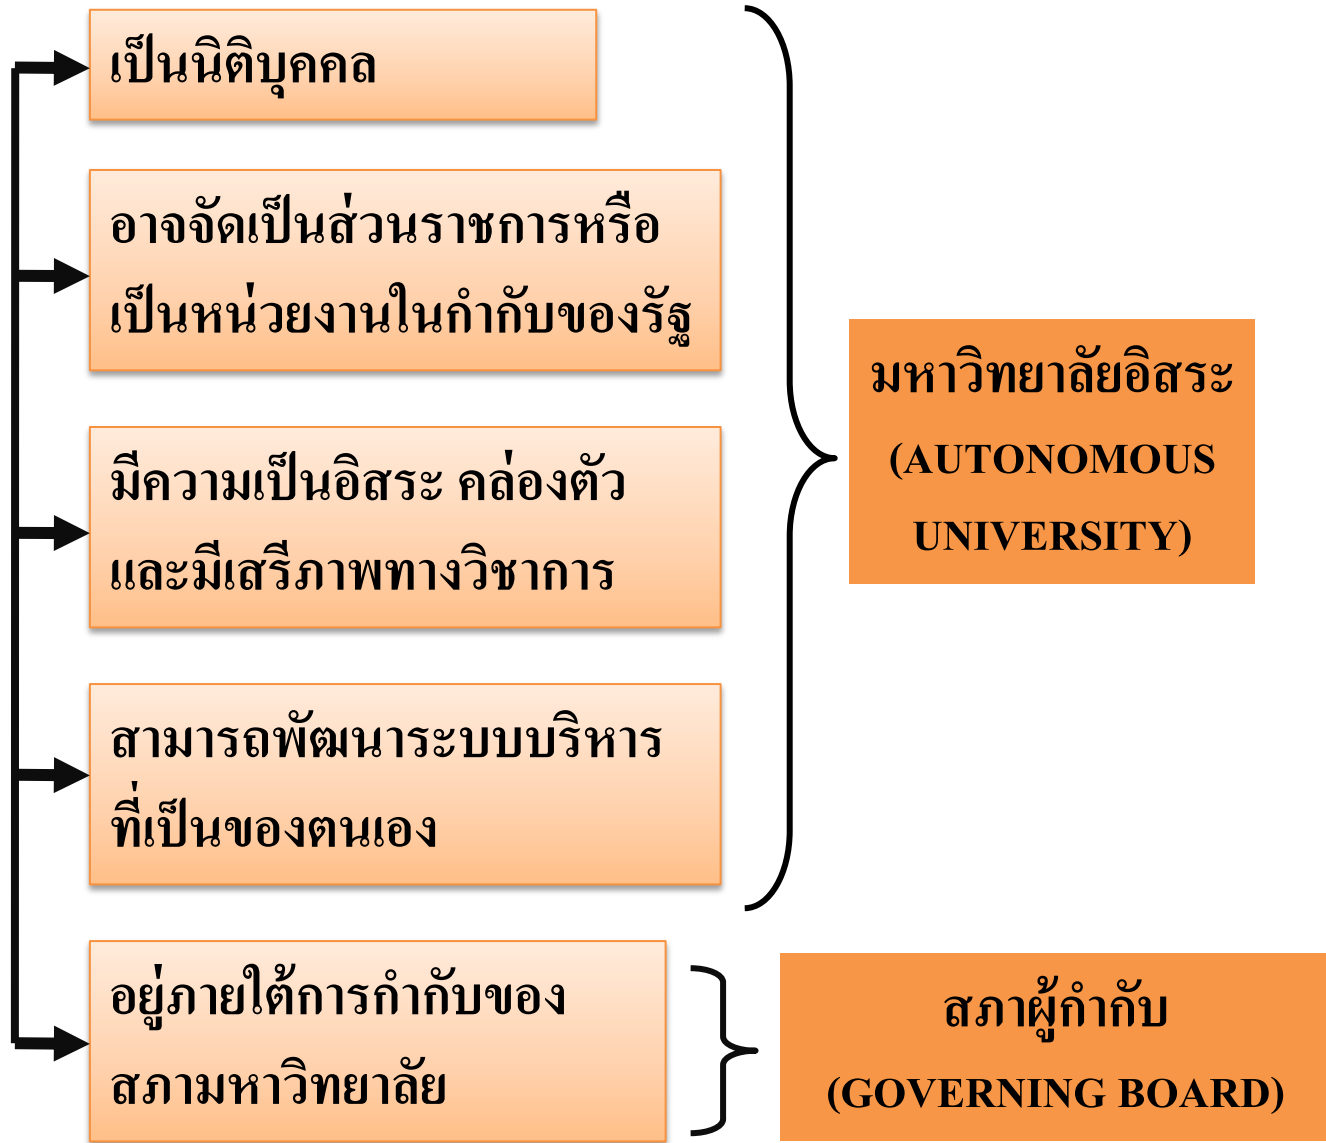 เป็นนิติบุคคล
อาจจัดเป็นส่วนราชการหรือ
เป็นหน่วยงานในกำกับของรัฐ
มีความเป็นอิสระ คล่องตัว
และมีเสรีภาพทางวิชาการ
สามารถพัฒนาระบบบริหาร
ที่เป็นของตนเอง
มหาวิทยาลัยอิสระ
(AUTONOMOUS
UNIVERSITY)
อยู่ภายใต้การกำกับของ
สภามหาวิทยาลัย
สภาผู้กำกับ
(GOVERNING BOARD)